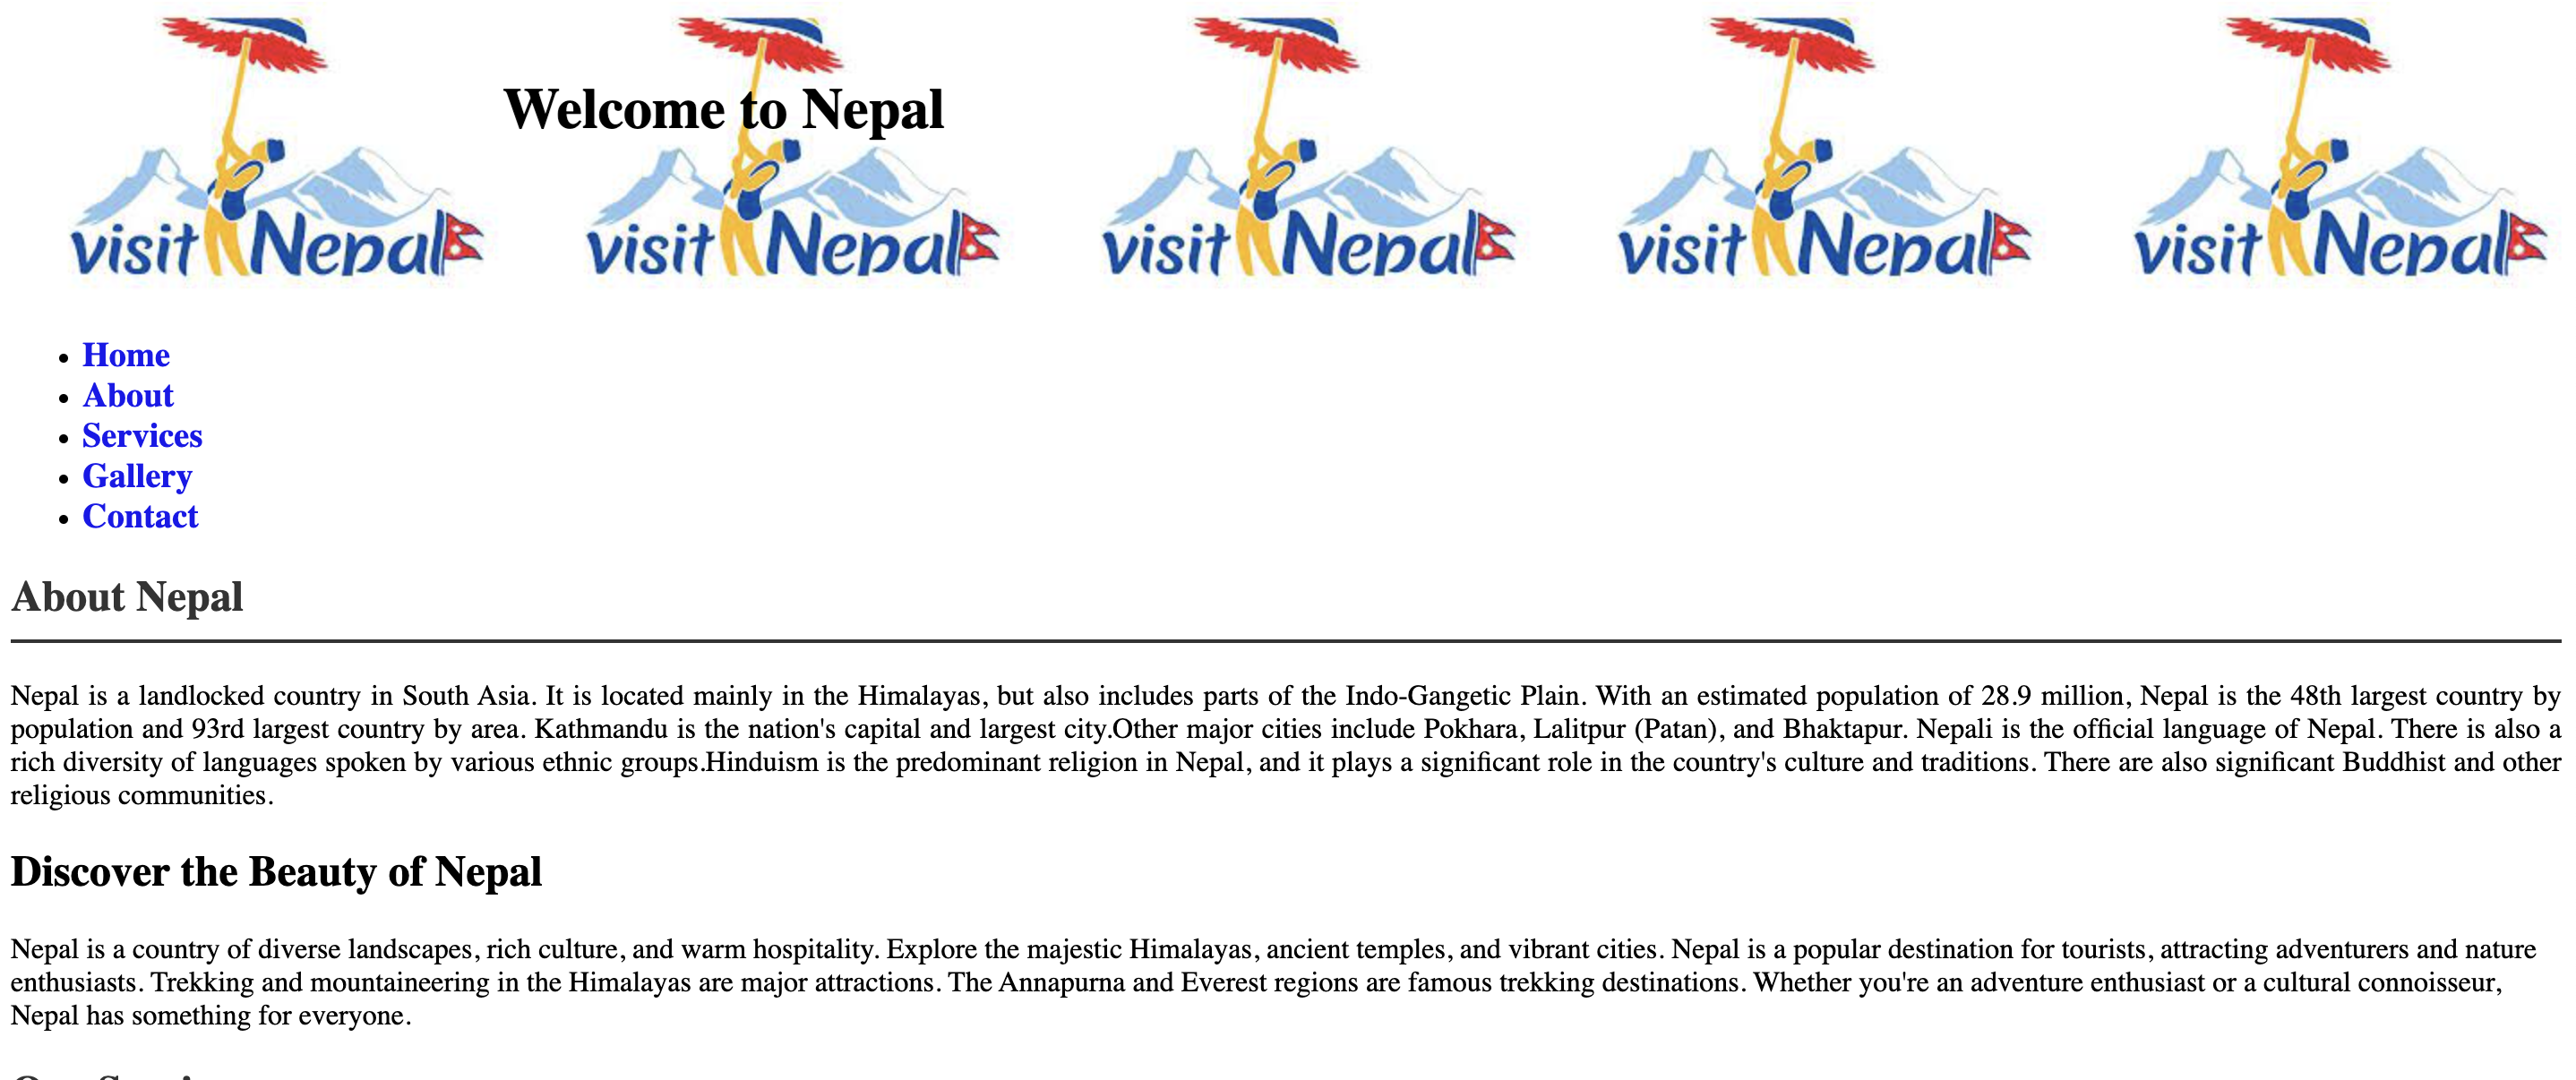 Welcome to Nepal
visit Nepal visit Nepal visit Nepal visit Nepal visit Nepal
Home
About
Services
Gallery
Contact
About Nepal
Nepal is a landlocked country in South Asia. It is located mainly in the Himalayas, but also includes parts of the Indo-Gangetic Plain. With an estimated population of 28.9 million, Nepal is the 48th largest country by
population and 93rd largest country by area. Kathmandu is the nation's capital and largest city.Other major cities include Pokhara, Lalitpur (Patan), and Bhaktapur. Nepali is the official language of Nepal. There is also a
rich diversity of languages spoken by various ethnic groups.Hinduism is the predominant religion in Nepal, and it plays a significant role in the country's culture and traditions. There are also significant Buddhist and other
religious communities.
Discover the Beauty of Nepal
Nepal is a country of diverse landscapes, rich culture, and warm hospitality. Explore the majestic Himalayas, ancient temples, and vibrant cities. Nepal is a popular destination for tourists, attracting adventurers and nature
enthusiasts. Trekking and mountaineering in the Himalayas are major attractions. The Annapurna and Everest regions are famous trekking destinations. Whether you're an adventure enthusiast or a cultural connoisseur,
Nepal has something for everyone.